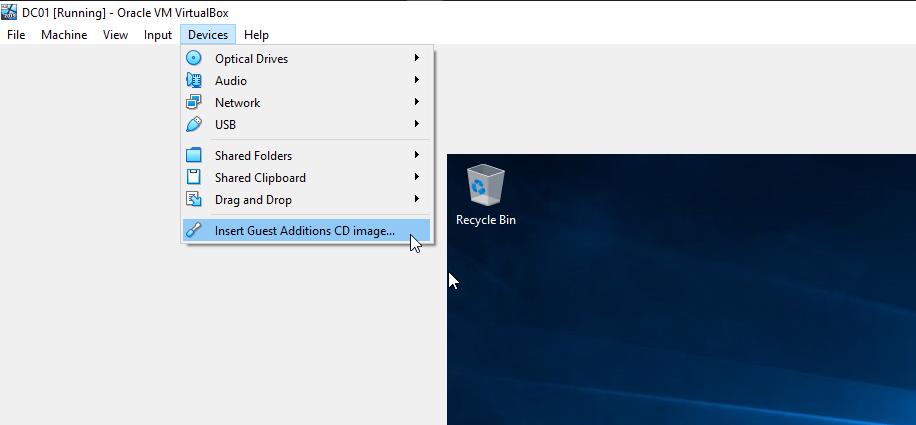 DC01 [Running] - Oracle VM VirtualBox
File Machine View Input Devices Help
Optical Drives
Audio
Network
USB
Shared Folders
Shared Clipboard
Drag and Drop
Insert Guest Additions CD image...
Recycle Bin